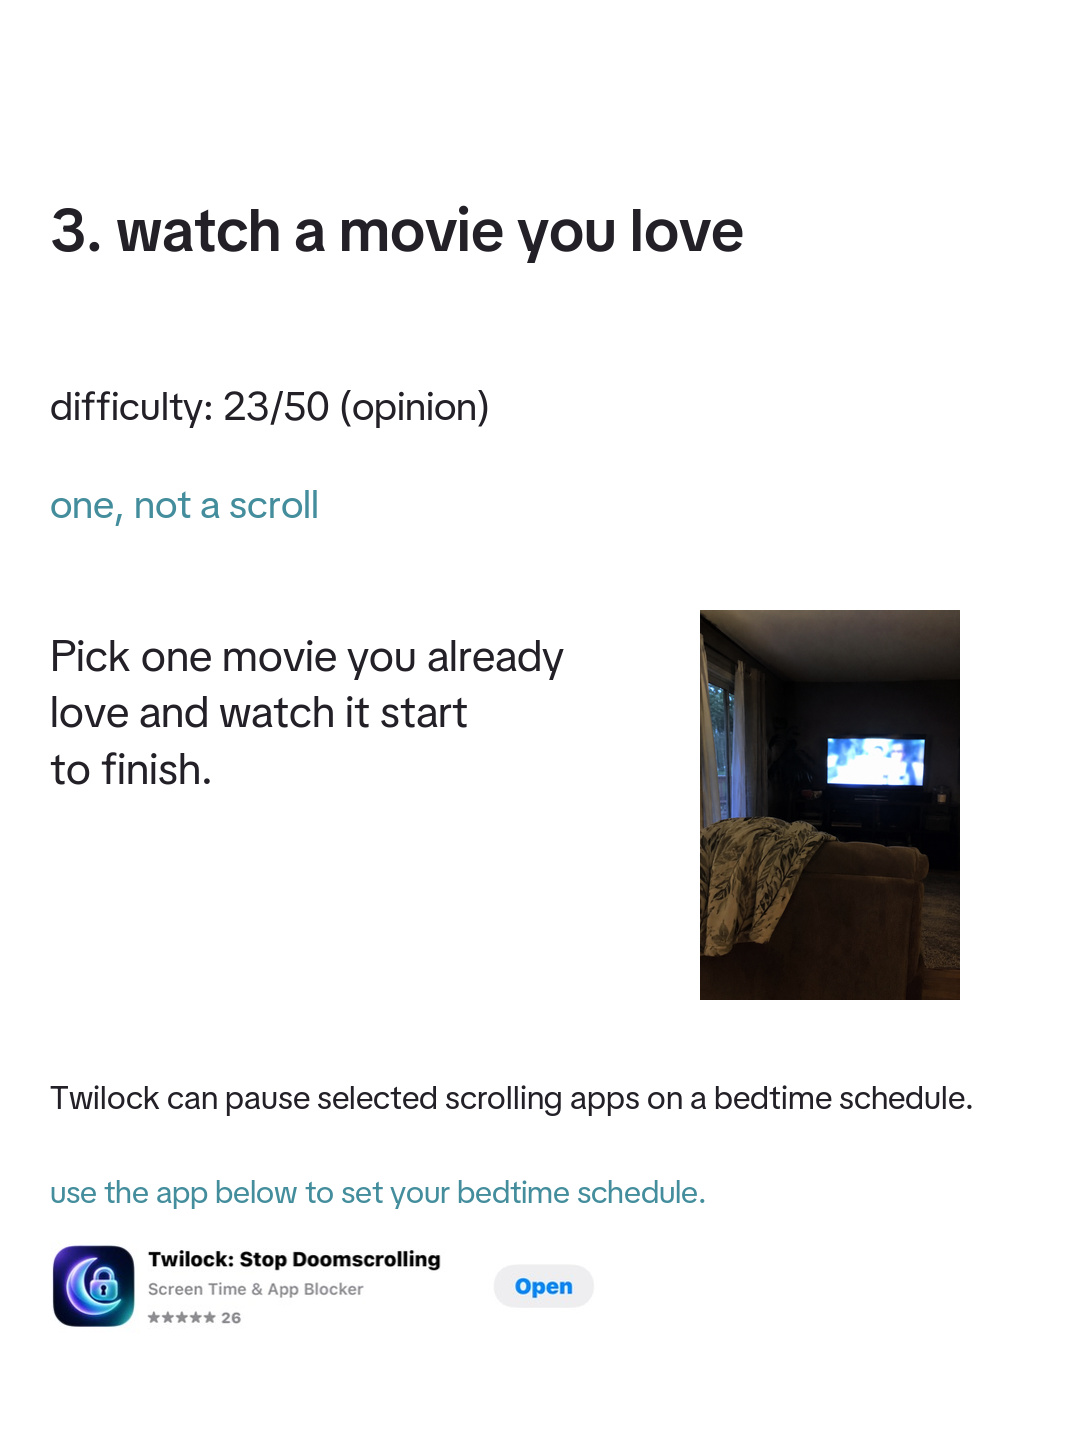 3. watch a movie you love
difficulty: 23/50 (opinion)
one, not a scroll
Pick one movie you already
love and watch it start
to finish.
Twilock can pause selected scrolling apps on a bedtime schedule.
use the app below to set your bedtime schedule.
Twilock: Stop Doomscrolling
Screen Time & App Blocker
★★★★★ 26
Open